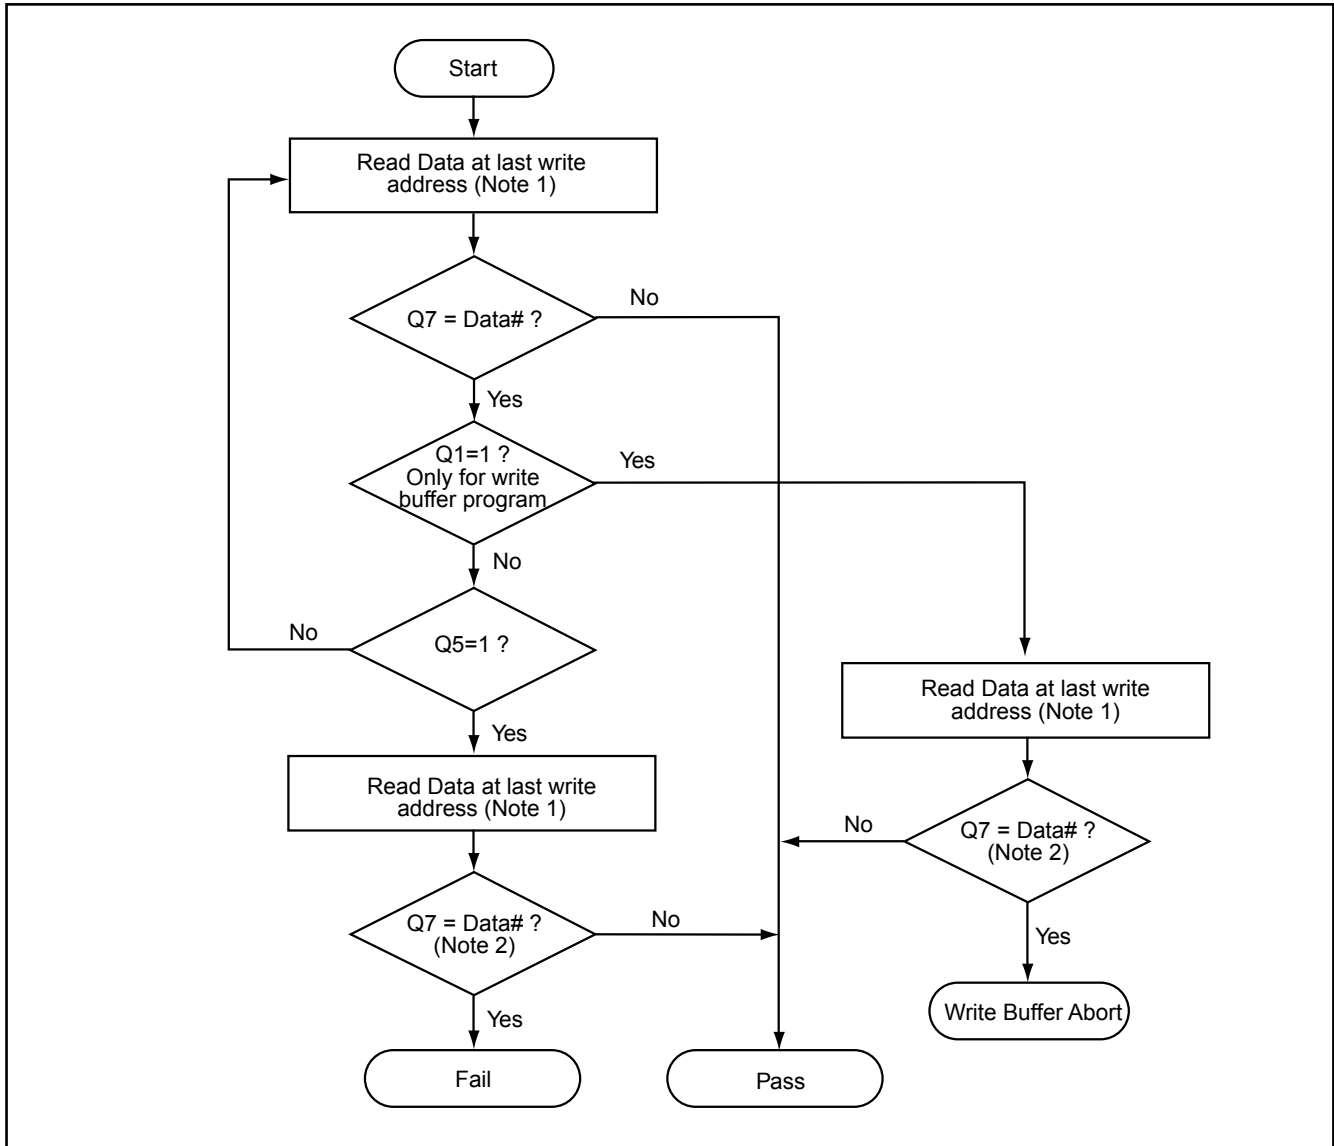 Start
Read Data at last write
address (Note 1)
Q7 = Data# ?
No
Yes
Q1=1 ?
Only for write
buffer program
Yes
No
Q5=1 ?
No
Yes
Read Data at last write
address (Note 1)
Read Data at last write
address (Note 1)
Q7 = Data# ?
(Note 2)
No
Yes
Q7 = Data# ?
(Note 2)
No
Yes
Write Buffer Abort
Fail
Pass